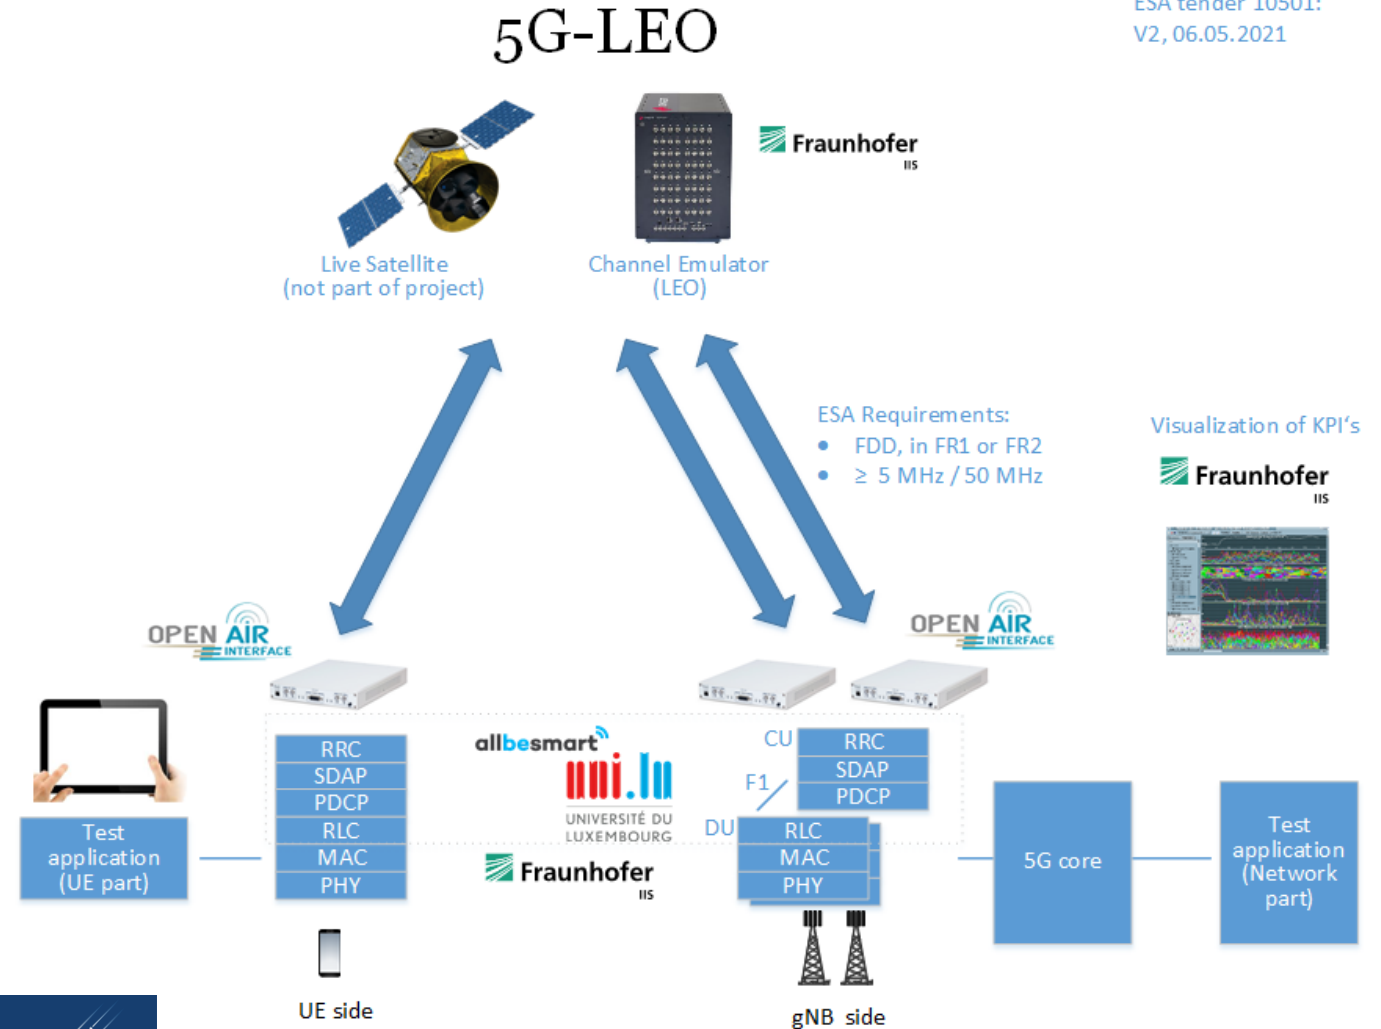 5G-LEO
ESA tender 10501:
V2, 06.05.2021
Fraunhofer
IIS
Live Satellite
(not part of project)
Channel Emulator
(LEO)
ESA Requirements:
• FDD, in FR1 or FR2
• ≥ 5 MHz / 50 MHz
Visualization of KPI's
Fraunhofer
IIS
OPEN AIR
INTERFACE
OPEN AIR
INTERFACE
Test
application
(UE part)
RRC
SDAP
PDCP
RLC
MAC
PHY
UE side
allbesmart
uni.lu
UNIVERSITÉ DU
LUXEMBOURG
Fraunhofer
IIS
CU
RRC
SDAP
PDCP
F1
DU
RLC
MAC
PHY
gNB side
5G core
Test
application
(Network
part)